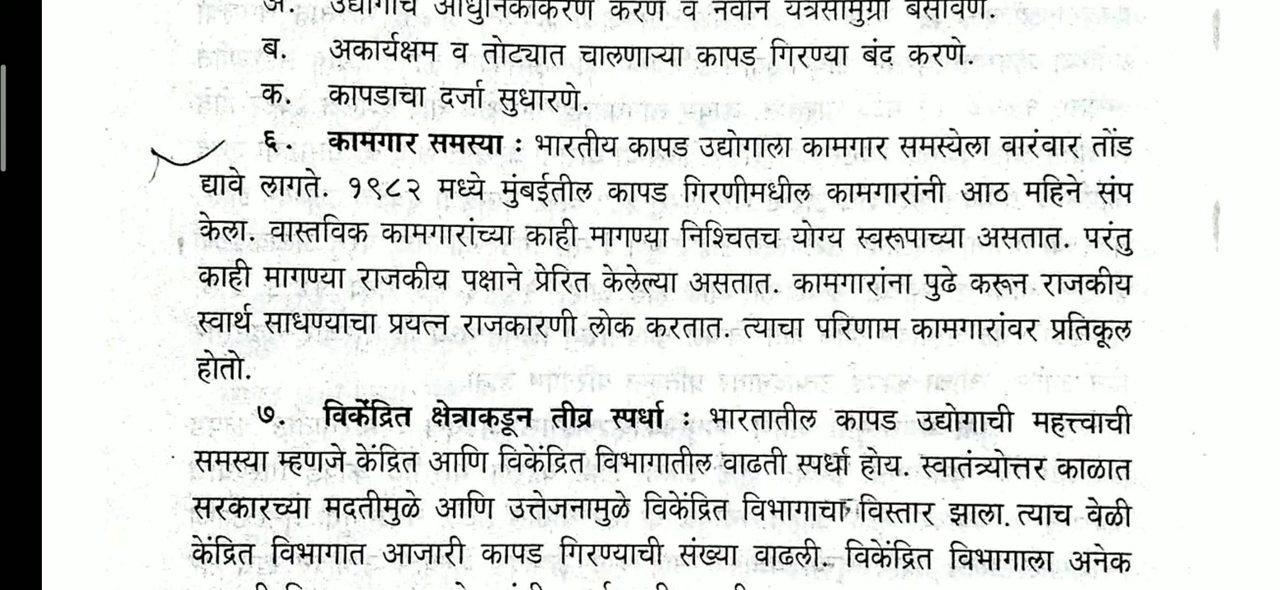 अ. उद्योगाचे आधुनिकीकरण करणे व नवीन यंत्रसामुग्री बसविणे.
ब. अकार्यक्षम व तोट्यात चालणाऱ्या कापड गिरण्या बंद करणे.
क. कापडाचा दर्जा सुधारणे.
६. कामगार समस्या : भारतीय कापड उद्योगाला कामगार समस्येला वारंवार तोंड
द्यावे लागते. १९८२ मध्ये मुंबईतील कापड गिरणीमधील कामगारांनी आठ महिने संप
केला. वास्तविक कामगारांच्या काही मागण्या निश्चितच योग्य स्वरूपाच्या असतात. परंतु
काही मागण्या राजकीय पक्षाने प्रेरित केलेल्या असतात. कामगारांना पुढे करून राजकीय
स्वार्थ साधण्याचा प्रयत्न राजकारणी लोक करतात. त्याचा परिणाम कामगारांवर प्रतिकूल
होतो.
७. विकेंद्रित क्षेत्राकडून तीव्र स्पर्धा : भारतातील कापड उद्योगाची महत्त्वाची
समस्या म्हणजे केंद्रित आणि विकेंद्रित विभागातील वाढती स्पर्धा होय. स्वातंत्र्योत्तर काळात
सरकारच्या मदतीमुळे आणि उत्तेजनामुळे विकेंद्रित विभागाचा विस्तार झाला. त्याच वेळी
केंद्रित विभागात आजारी कापड गिरण्याची संख्या वाढली. विकेंद्रित विभागाला अनेक